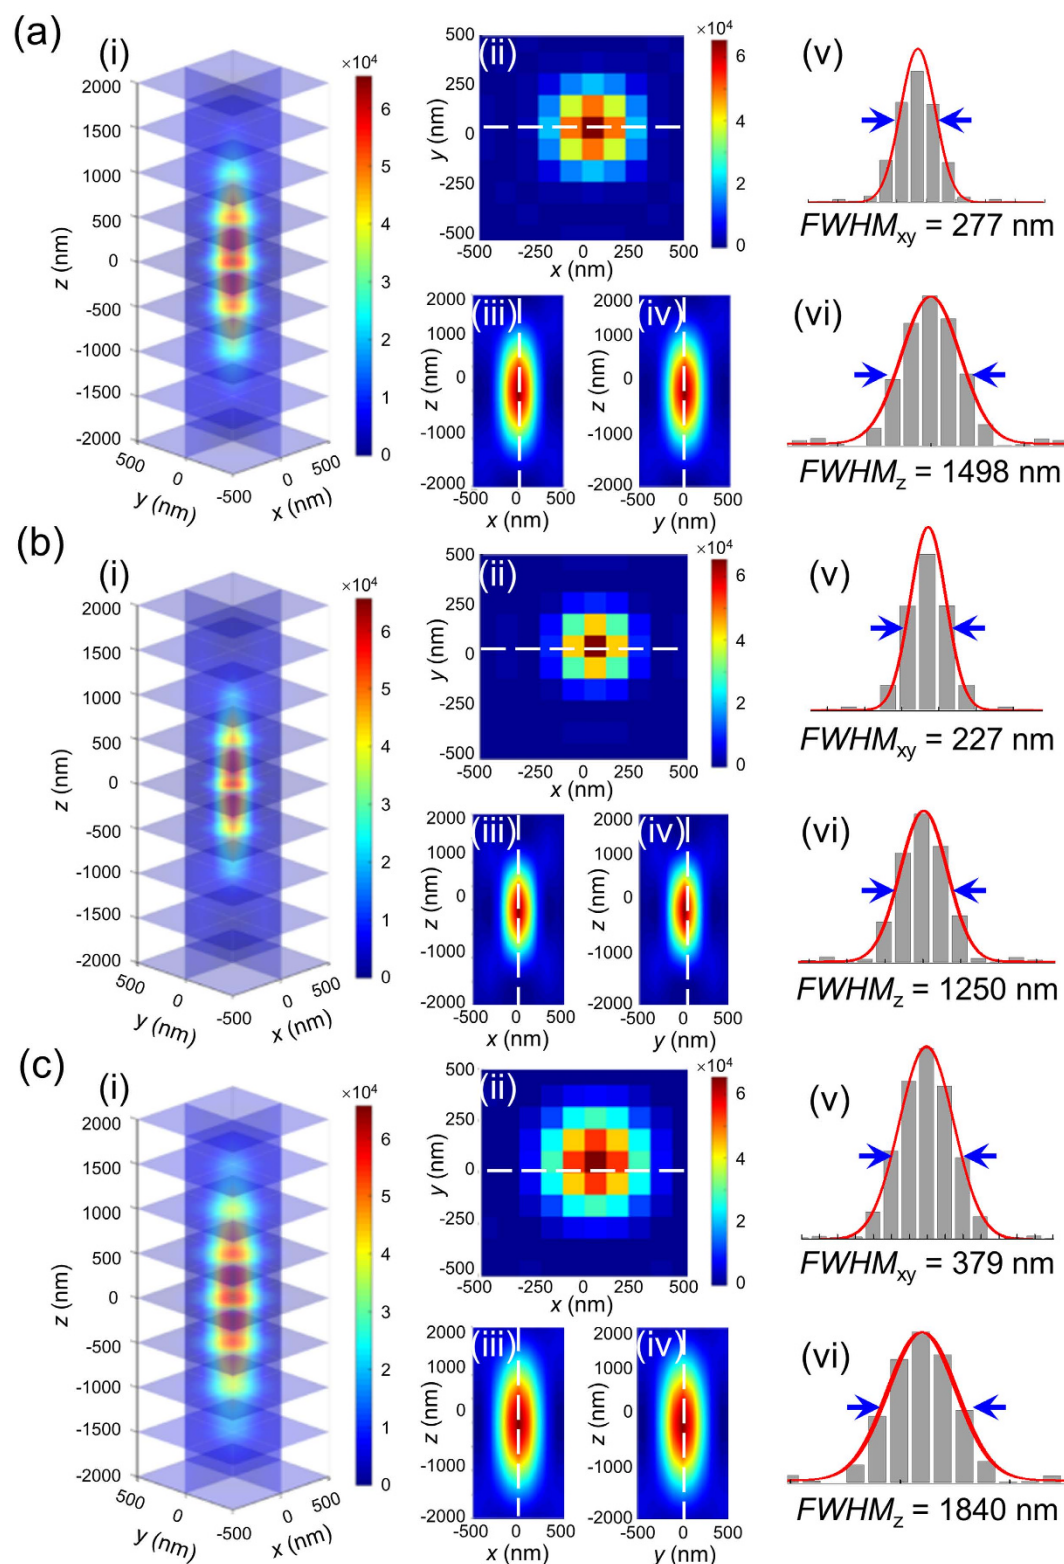 (a)
(i)
×10⁴
2000
1500
1000
500
0
-500
-1000
-1500
-2000
z (nm)
6
5
4
3
2
1
0
500
0
-500
0
500
y (nm)
x (nm)
(ii)
×10⁴
500
250
0
-250
-500
y (nm)
-500
-250
0
250
500
x (nm)
6
4
2
0
(iii)
2000
1000
0
-1000
-2000
z (nm)
-500
0
500
x (nm)
(iv)
2000
1000
0
-1000
-2000
z (nm)
-500
0
500
y (nm)
(v)
FWHMxy = 277 nm
(vi)
FWHMz = 1498 nm
(b)
(i)
×10⁴
2000
1500
1000
500
0
-500
-1000
-1500
-2000
z (nm)
6
5
4
3
2
1
0
500
0
-500
0
500
y (nm)
x (nm)
(ii)
×10⁴
500
250
0
-250
-500
y (nm)
-500
-250
0
250
500
x (nm)
6
4
2
0
(iii)
2000
1000
0
-1000
-2000
z (nm)
-500
0
500
x (nm)
(iv)
2000
1000
0
-1000
-2000
z (nm)
-500
0
500
y (nm)
(v)
FWHMxy = 227 nm
(vi)
FWHMz = 1250 nm
(c)
(i)
×10⁴
2000
1500
1000
500
0
-500
-1000
-1500
-2000
z (nm)
6
5
4
3
2
1
0
500
0
-500
0
500
y (nm)
x (nm)
(ii)
×10⁴
500
250
0
-250
-500
y (nm)
-500
-250
0
250
500
x (nm)
6
4
2
0
(iii)
2000
1000
0
-1000
-2000
z (nm)
-500
0
500
x (nm)
(iv)
2000
1000
0
-1000
-2000
z (nm)
-500
0
500
y (nm)
(v)
FWHMxy = 379 nm
(vi)
FWHMz = 1840 nm